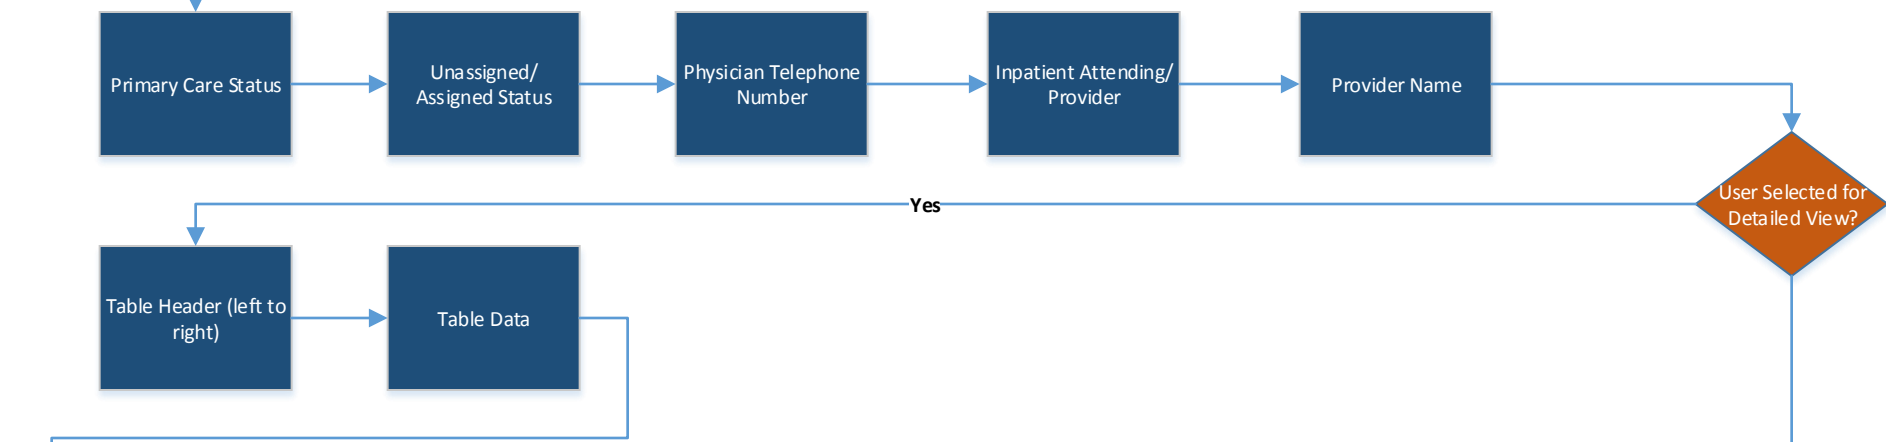 Primary Care Status
Unassigned/
Assigned Status
Physician Telephone
Number
Inpatient Attending/
Provider
Provider Name
User Selected for
Detailed View?
Yes
Table Header (left to
right)
Table Data